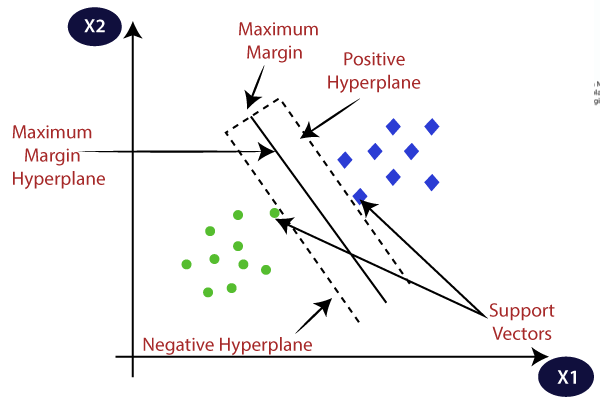 X2
Maximum
Margin
Positive
Hyperplane
Maximum
Margin
Hyperplane
Support
Vectors
Negative Hyperplane
X1